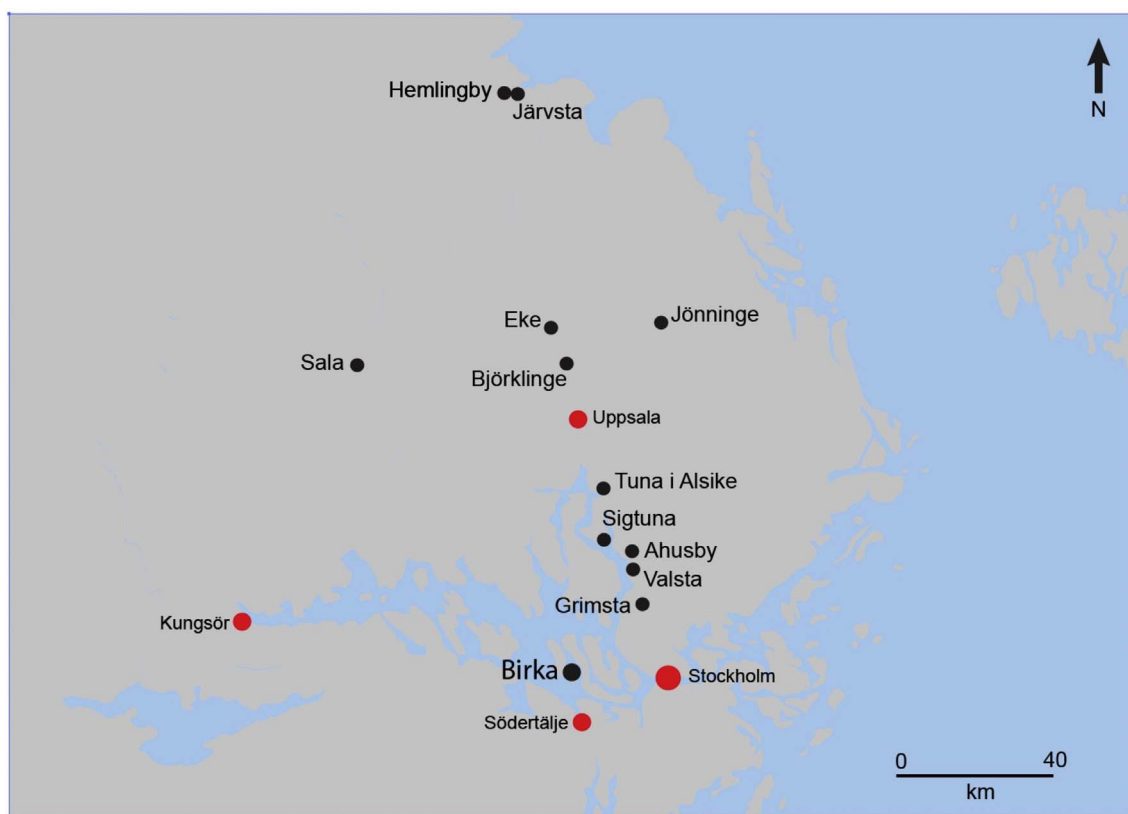 Hemlingby
Järvsta
N
Eke
Jönninge
Sala
Björklinge
Uppsala
Tuna i Alsike
Sigtuna
Ahusby
Valsta
Grimsta
Kungsör
Birka
Stockholm
Södertälje
0 40
km